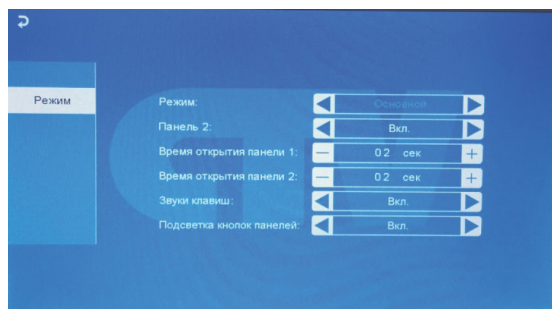 Режим
Режим: Основной
Панель 2: Вкл.
Время открытия панели 1: — 02 сек +
Время открытия панели 2: — 02 сек +
Звуки клавиш: Вкл.
Подсветка кнопок панелей: Вкл.